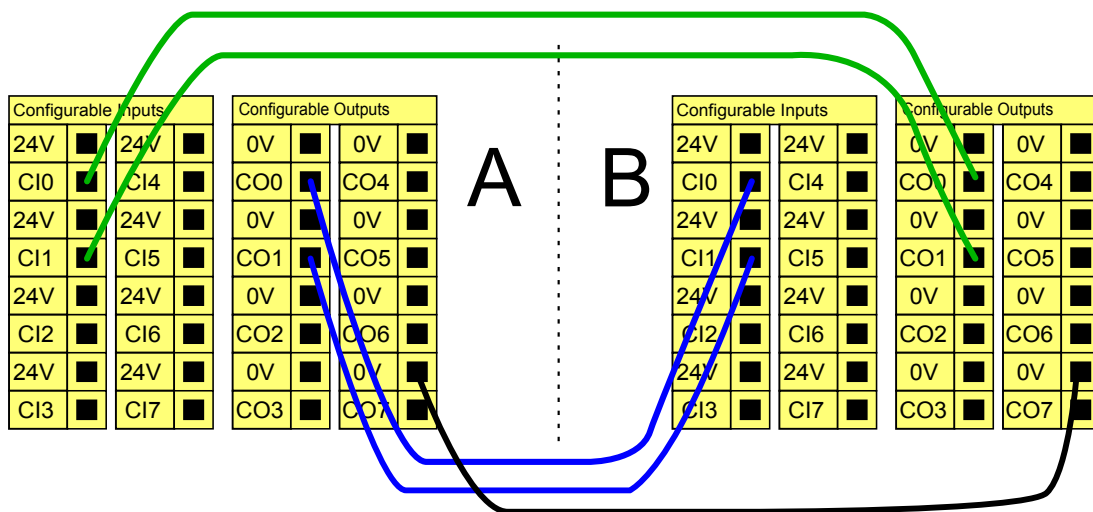 Configurable Inputs
24V 24V
CI0 CI4
24V 24V
CI1 CI5
24V 24V
CI2 CI6
24V 24V
CI3 CI7
Configurable Outputs
0V 0V
CO0 CO4
0V 0V
CO1 CO5
0V 0V
CO2 CO6
0V 0V
CO3 CO7
A
B
Configurable Inputs
24V 24V
CI0 CI4
24V 24V
CI1 CI5
24V 24V
CI2 CI6
24V 24V
CI3 CI7
Configurable Outputs
0V 0V
CO0 CO4
0V 0V
CO1 CO5
0V 0V
CO2 CO6
0V 0V
CO3 CO7